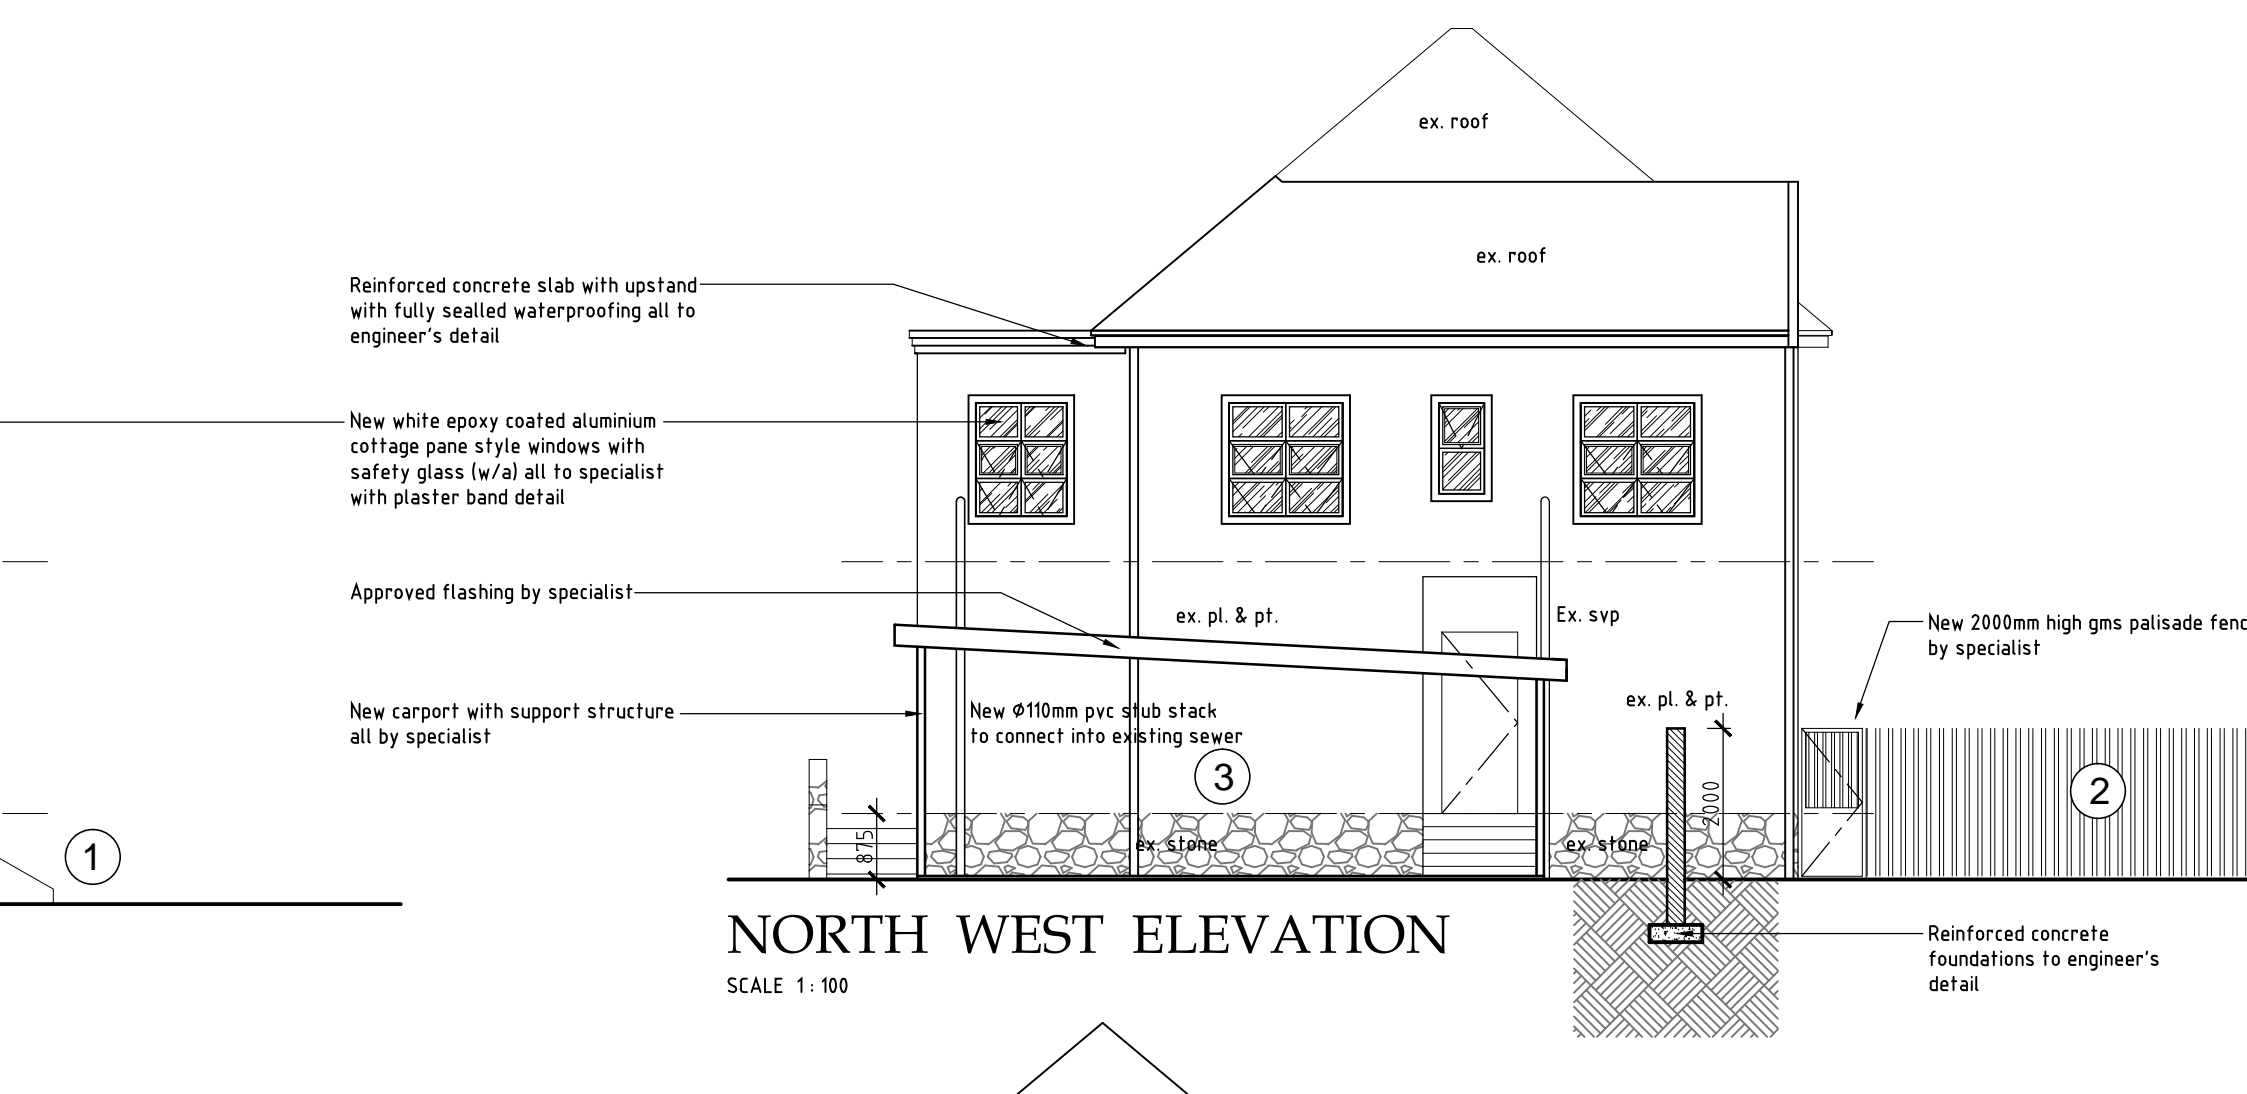 ex. roof
ex. roof
Reinforced concrete slab with upstand
with fully sealled waterproofing all to
engineer's detail
New white epoxy coated aluminium
cottage pane style windows with
safety glass (w/a) all to specialist
with plaster band detail
Approved flashing by specialist
ex. pl. & pt.
Ex. svp
New 2000mm high gms palisade fenc
by specialist
New carport with support structure
all by specialist
New Ø110mm pvc stub stack
to connect into existing sewer
ex. pl. & pt.
3
2
1
2000
875
ex. stone
ex. stone
NORTH WEST ELEVATION
SCALE 1 : 100
Reinforced concrete
foundations to engineer's
detail